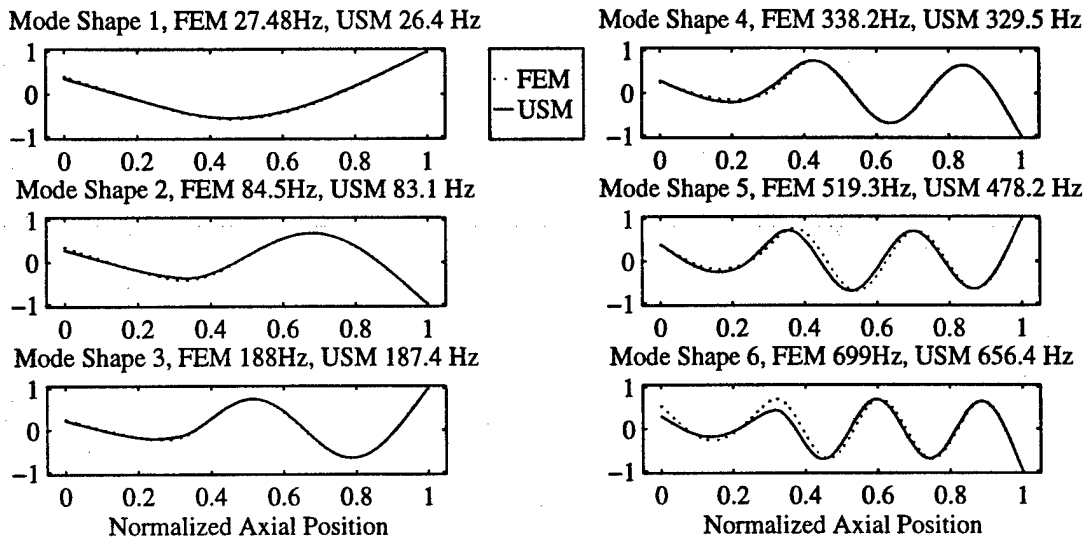 Mode Shape 1, FEM 27.48Hz, USM 26.4 Hz
1
0
−1
0 0.2 0.4 0.6 0.8 1
Mode Shape 2, FEM 84.5Hz, USM 83.1 Hz
1
0
−1
0 0.2 0.4 0.6 0.8 1
Mode Shape 3, FEM 188Hz, USM 187.4 Hz
1
0
−1
0 0.2 0.4 0.6 0.8 1
Normalized Axial Position
FEM
USM
Mode Shape 4, FEM 338.2Hz, USM 329.5 Hz
1
0
−1
0 0.2 0.4 0.6 0.8 1
Mode Shape 5, FEM 519.3Hz, USM 478.2 Hz
1
0
−1
0 0.2 0.4 0.6 0.8 1
Mode Shape 6, FEM 699Hz, USM 656.4 Hz
1
0
−1
0 0.2 0.4 0.6 0.8 1
Normalized Axial Position